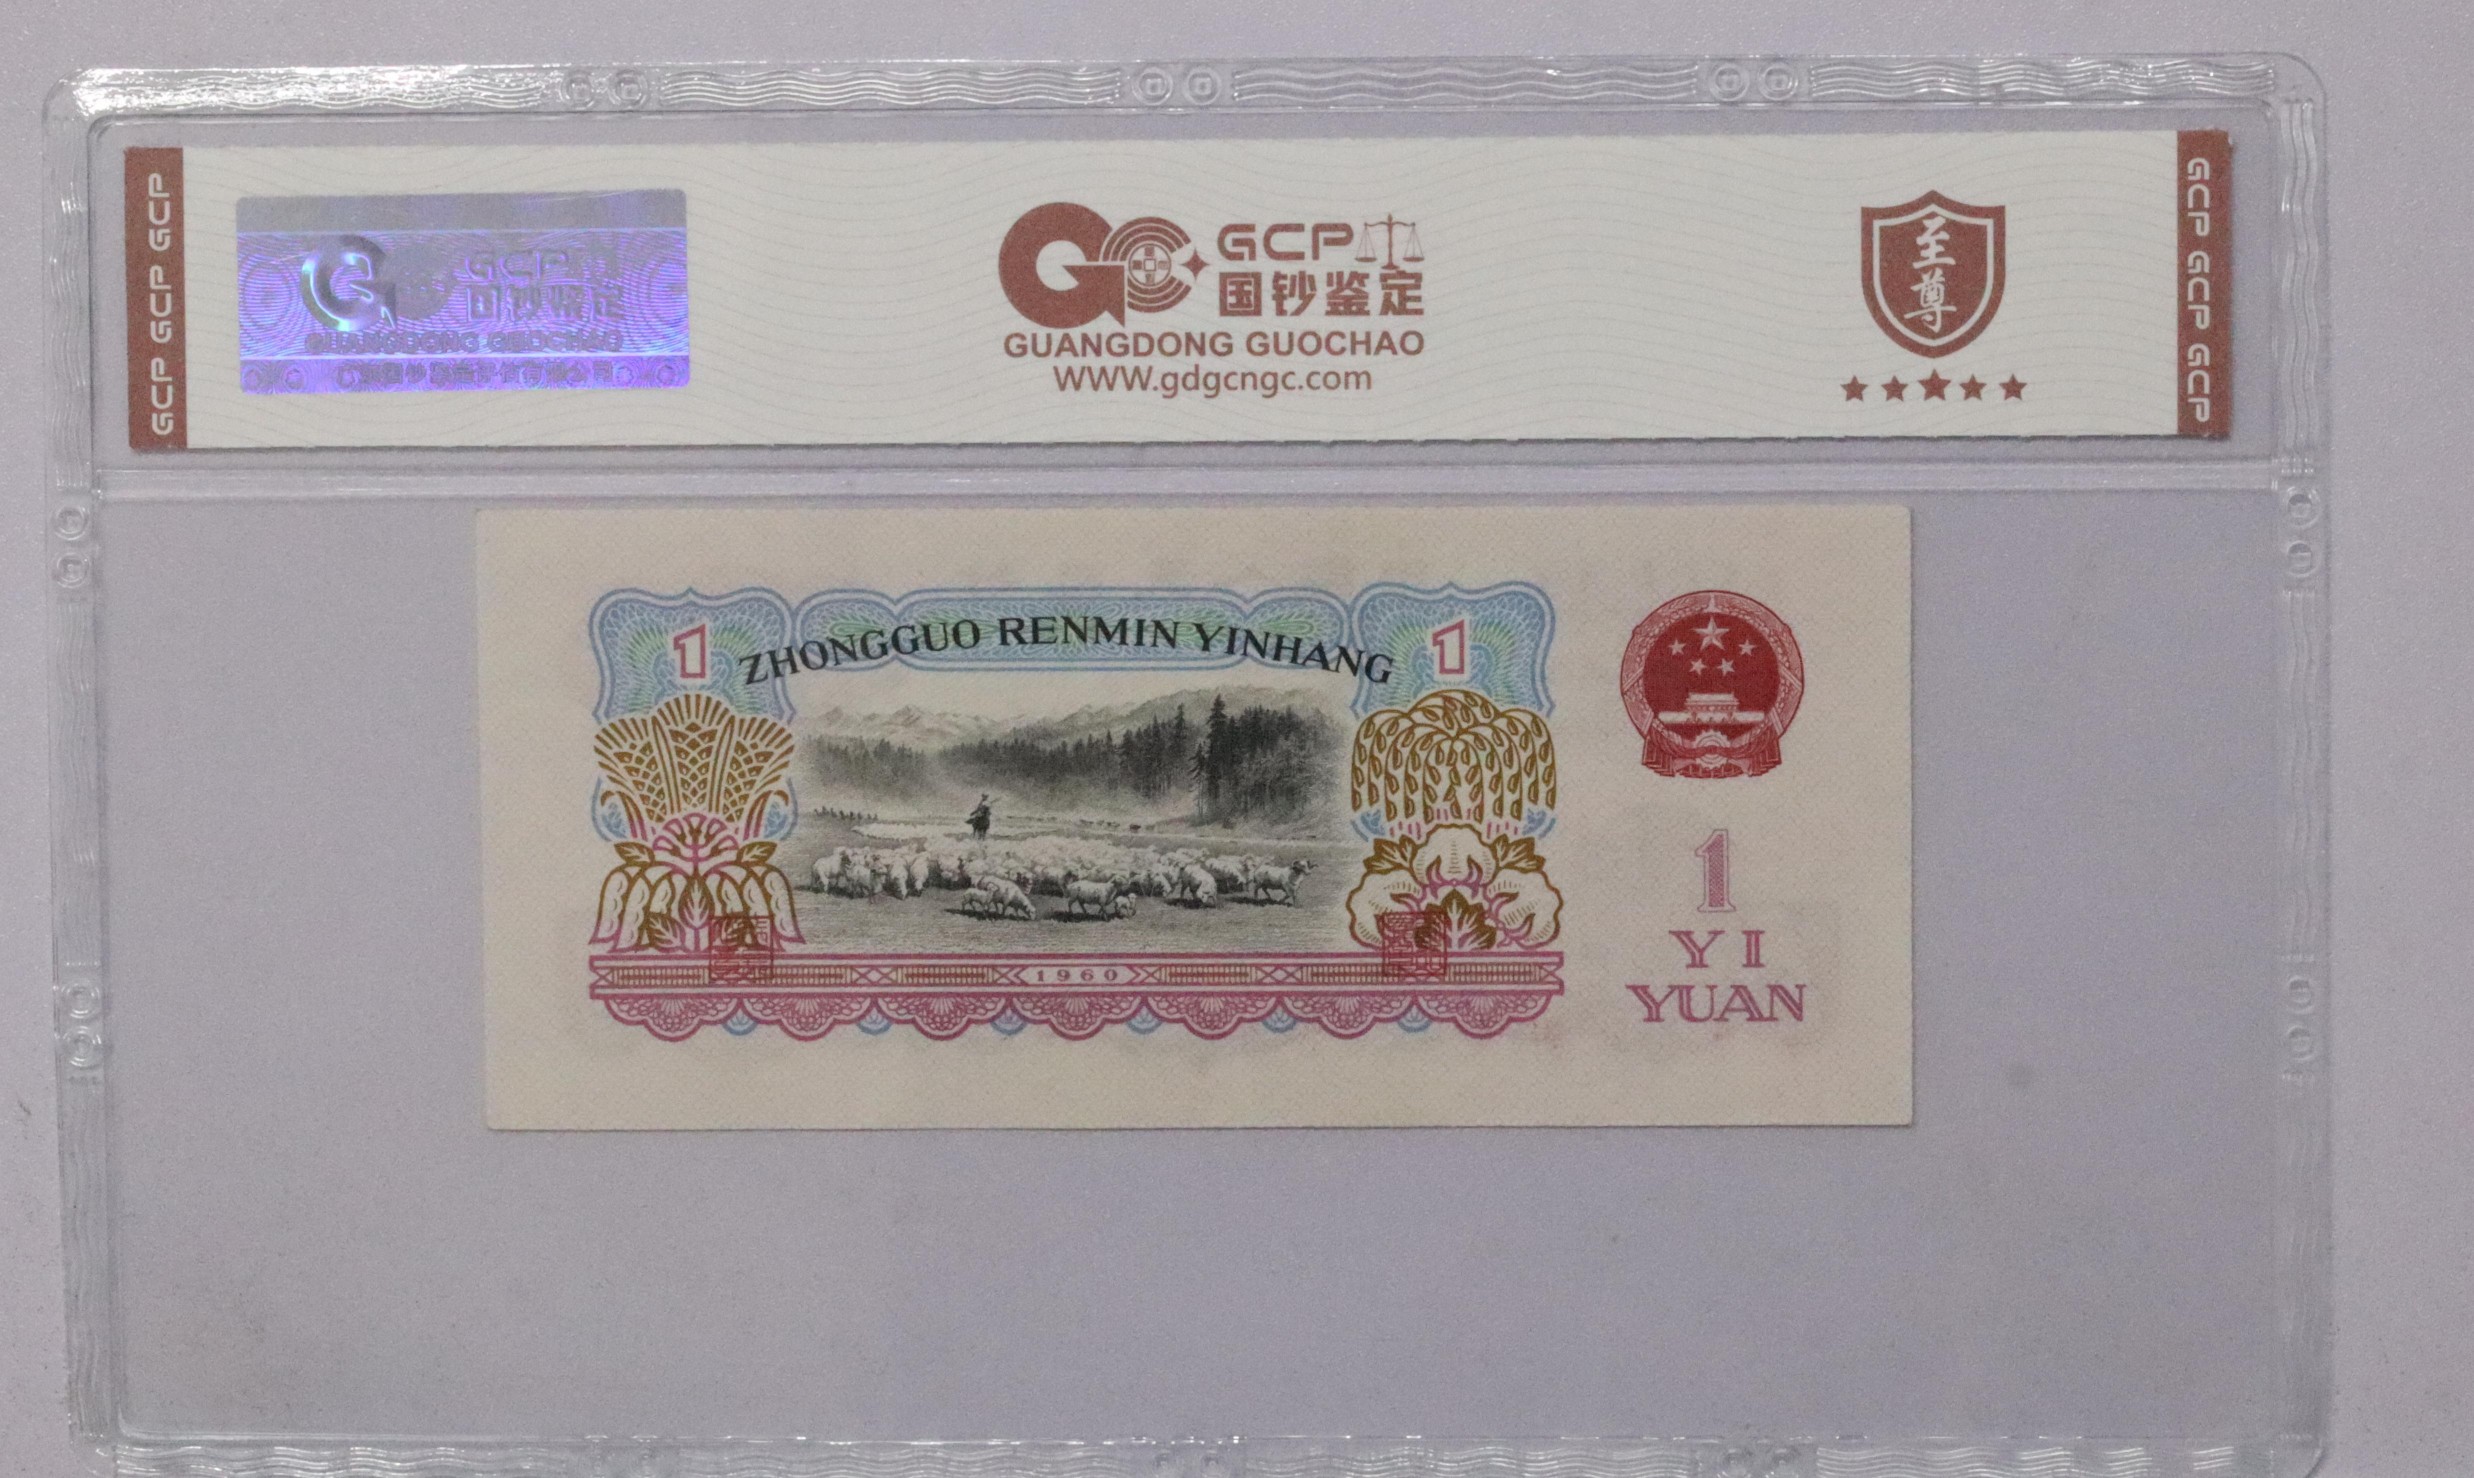 GCP GCP GCP
GCP
国钞鉴定
GUANGDONG GUOCHAO
GCP
国钞鉴定
GUANGDONG GUOCHAO
WWW.gdgcngc.com
至尊
GCP GCP GCP
ZHONGGUO RENMIN YINHANG
1
1
1960
1
YI
YUAN